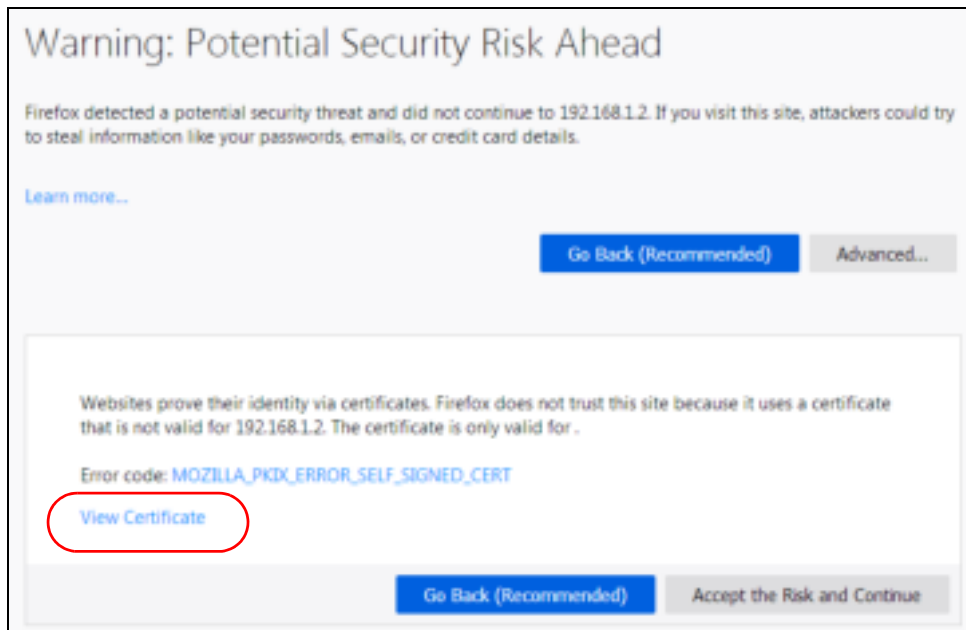 Warning: Potential Security Risk Ahead
Firefox detected a potential security threat and did not continue to 192.168.1.2. If you visit this site, attackers could try
to steal information like your passwords, emails, or credit card details.
Learn more...
Go Back (Recommended)
Advanced...
Websites prove their identity via certificates. Firefox does not trust this site because it uses a certificate
that is not valid for 192.168.1.2. The certificate is only valid for .
Error code: MOZILLA_PKIX_ERROR_SELF_SIGNED_CERT
View Certificate
Go Back (Recommended)
Accept the Risk and Continue